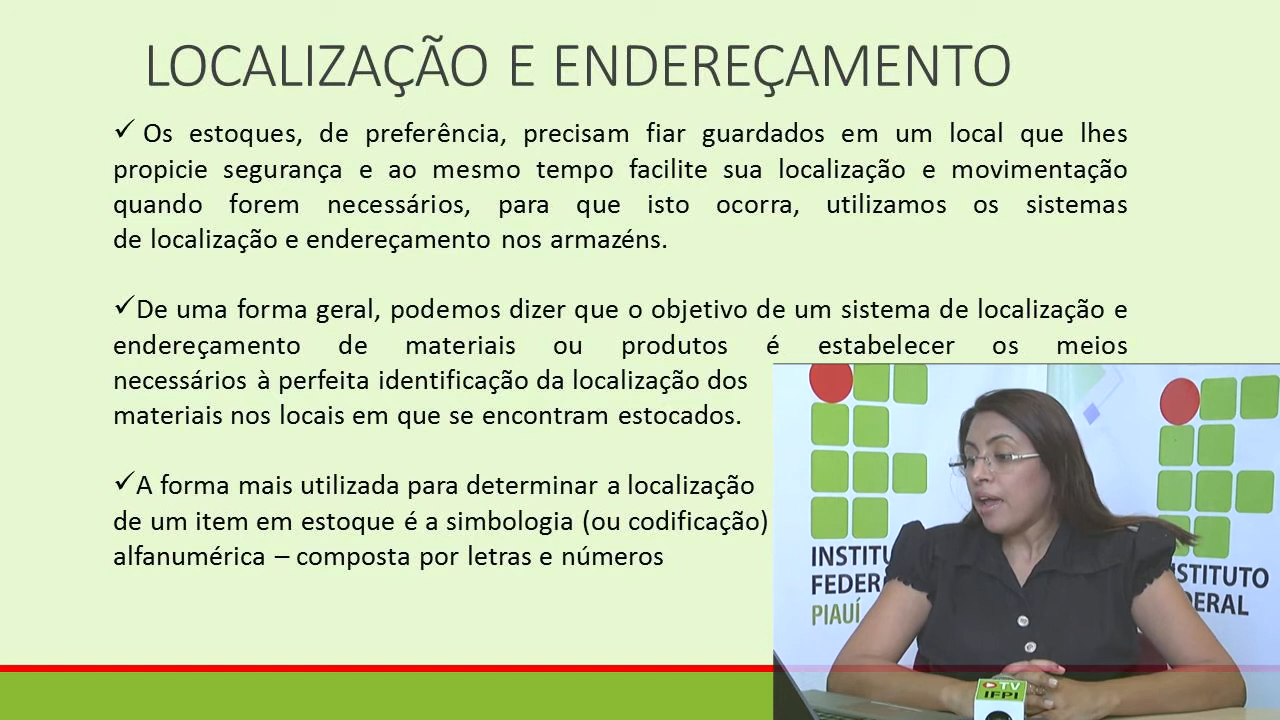 LOCALIZAÇÃO E ENDEREÇAMENTO
✓ Os estoques, de preferência, precisam fiar guardados em um local que lhes
propicie segurança e ao mesmo tempo facilite sua localização e movimentação
quando forem necessários, para que isto ocorra, utilizamos os sistemas
de localização e endereçamento nos armazéns.
✓De uma forma geral, podemos dizer que o objetivo de um sistema de localização e
endereçamento de materiais ou produtos é estabelecer os meios
necessários à perfeita identificação da localização dos
materiais nos locais em que se encontram estocados.
✓A forma mais utilizada para determinar a localização
de um item em estoque é a simbologia (ou codificação)
alfanumérica – composta por letras e números
INSTITU
FEDER
PIAUÍ
STITUTO
DERAL
TV
IFPI